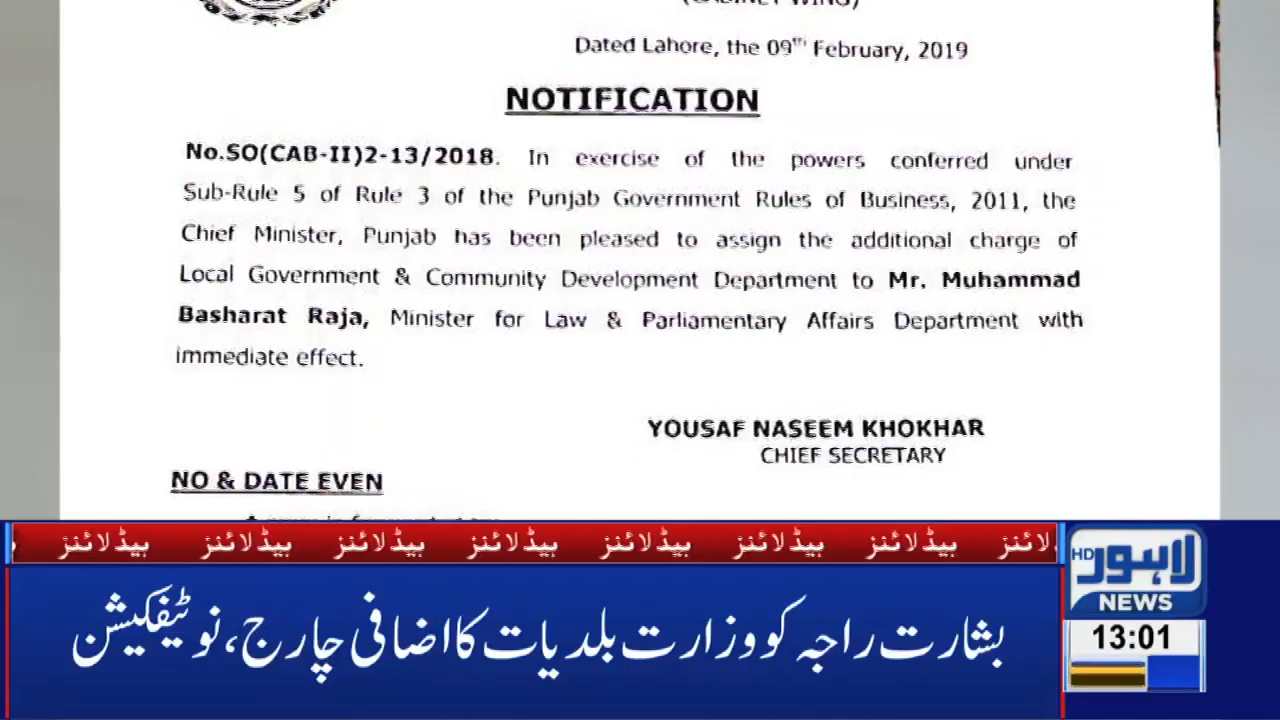 (CABINET WING)
Dated Lahore, the 09th February, 2019
NOTIFICATION
No.SO(CAB-II)2-13/2018. In exercise of the powers conferred under
Sub-Rule 5 of Rule 3 of the Punjab Government Rules of Business, 2011, the
Chief Minister, Punjab has been pleased to assign the additional charge of
Local Government & Community Development Department to Mr. Muhammad
Basharat Raja, Minister for Law & Parliamentary Affairs Department with
immediate effect.
YOUSAF NASEEM KHOKHAR
CHIEF SECRETARY
NO & DATE EVEN
ہیڈلائنز ہیڈلائنز ہیڈلائنز ہیڈلائنز ہیڈلائنز ہیڈلائنز ہیڈلائنز
بشارت راجہ کو وزارت بلدیات کا اضافی چارج، نوٹیفکیشن
لاہور HD
NEWS
13:01